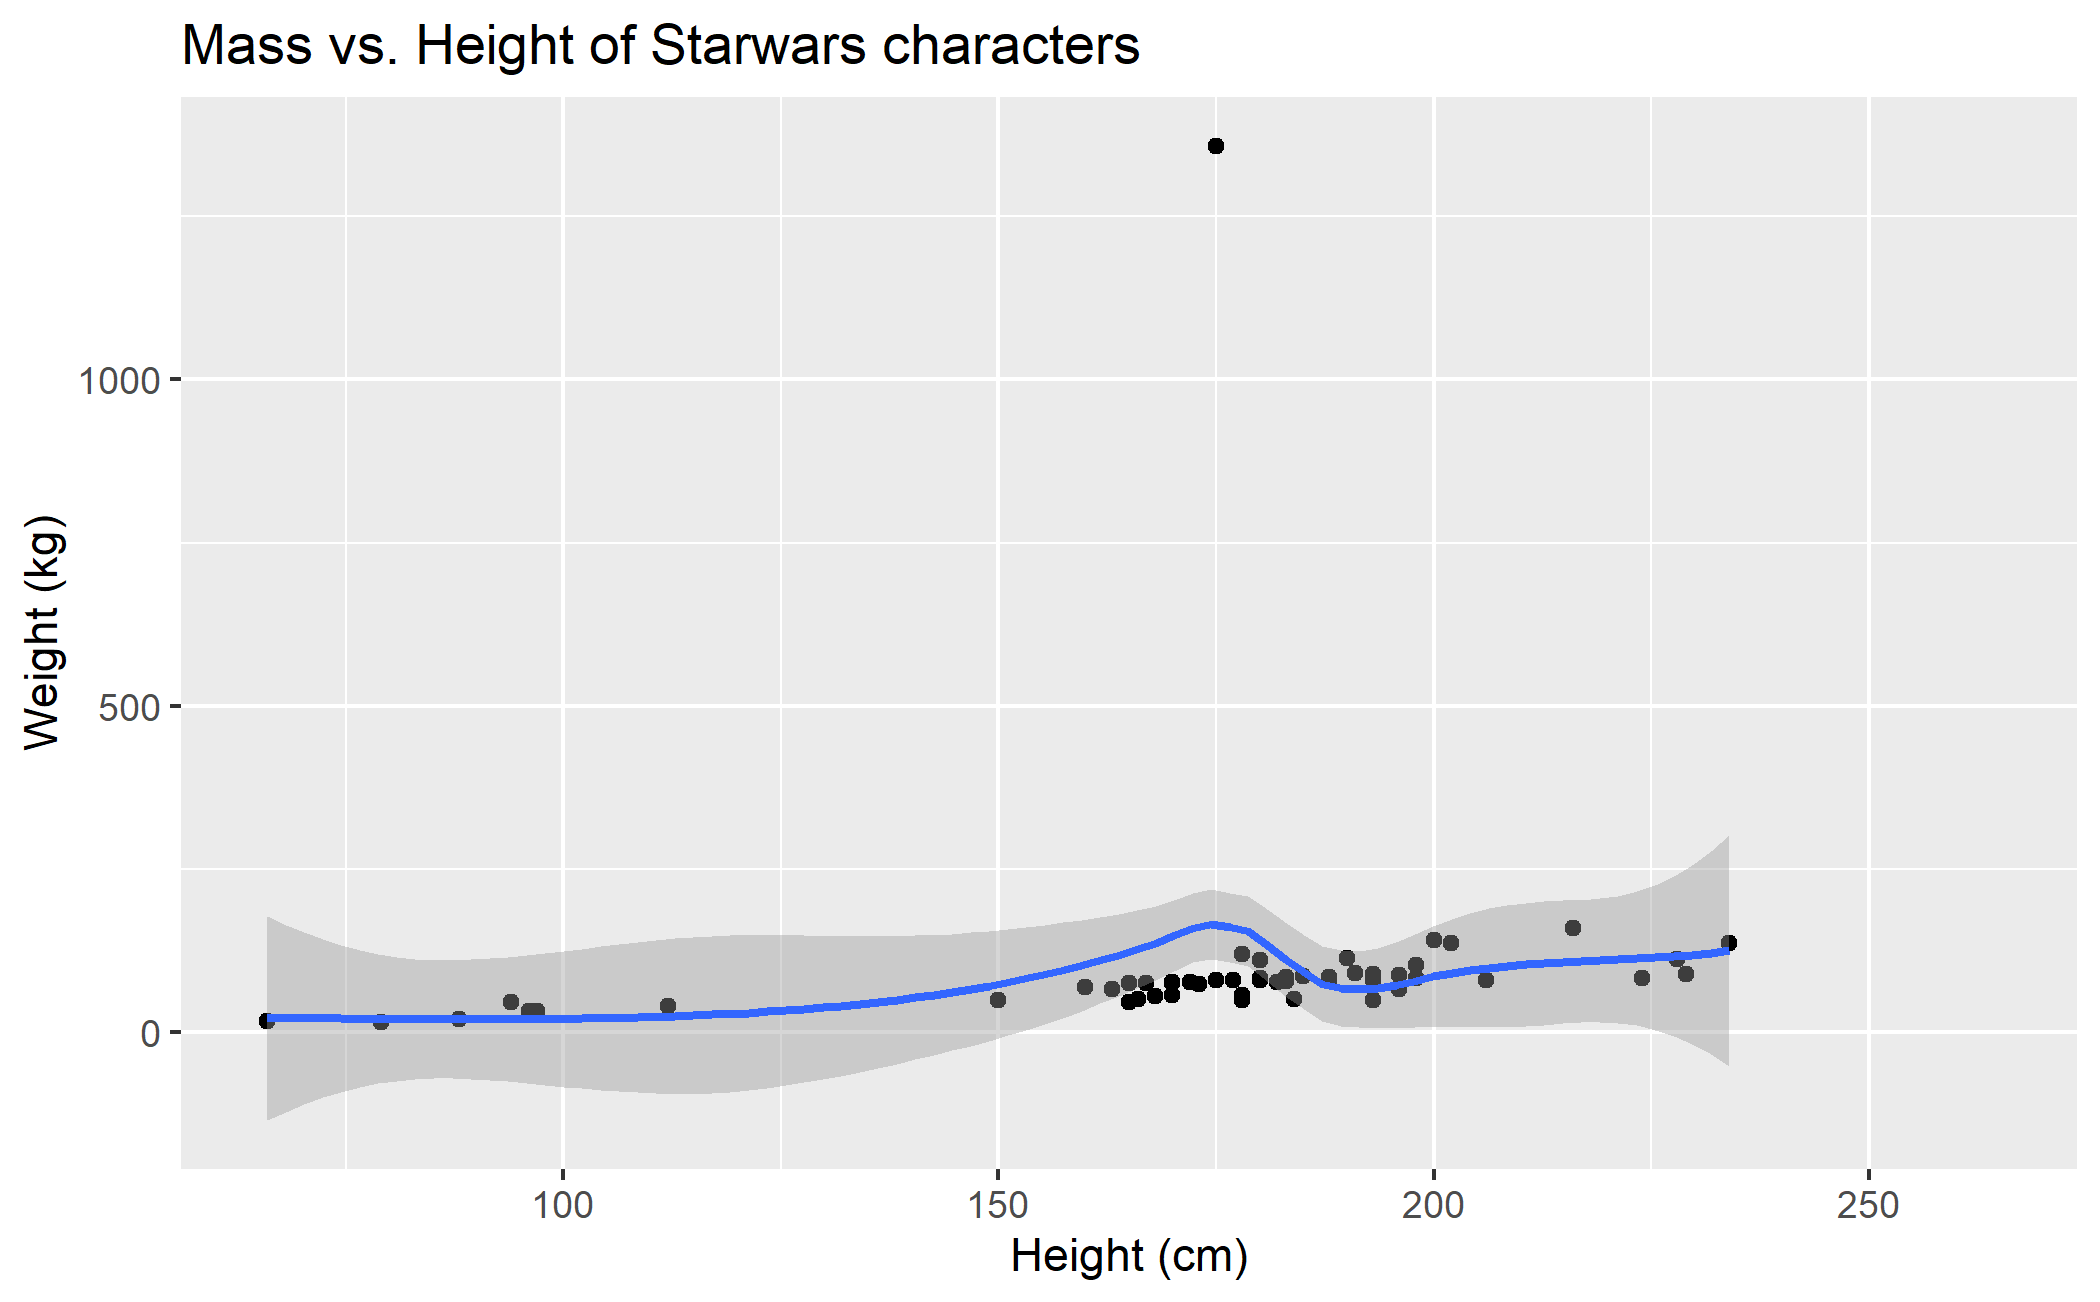 Mass vs. Height of Starwars characters
1000
500
0
Weight (kg)
100 150 200 250
Height (cm)